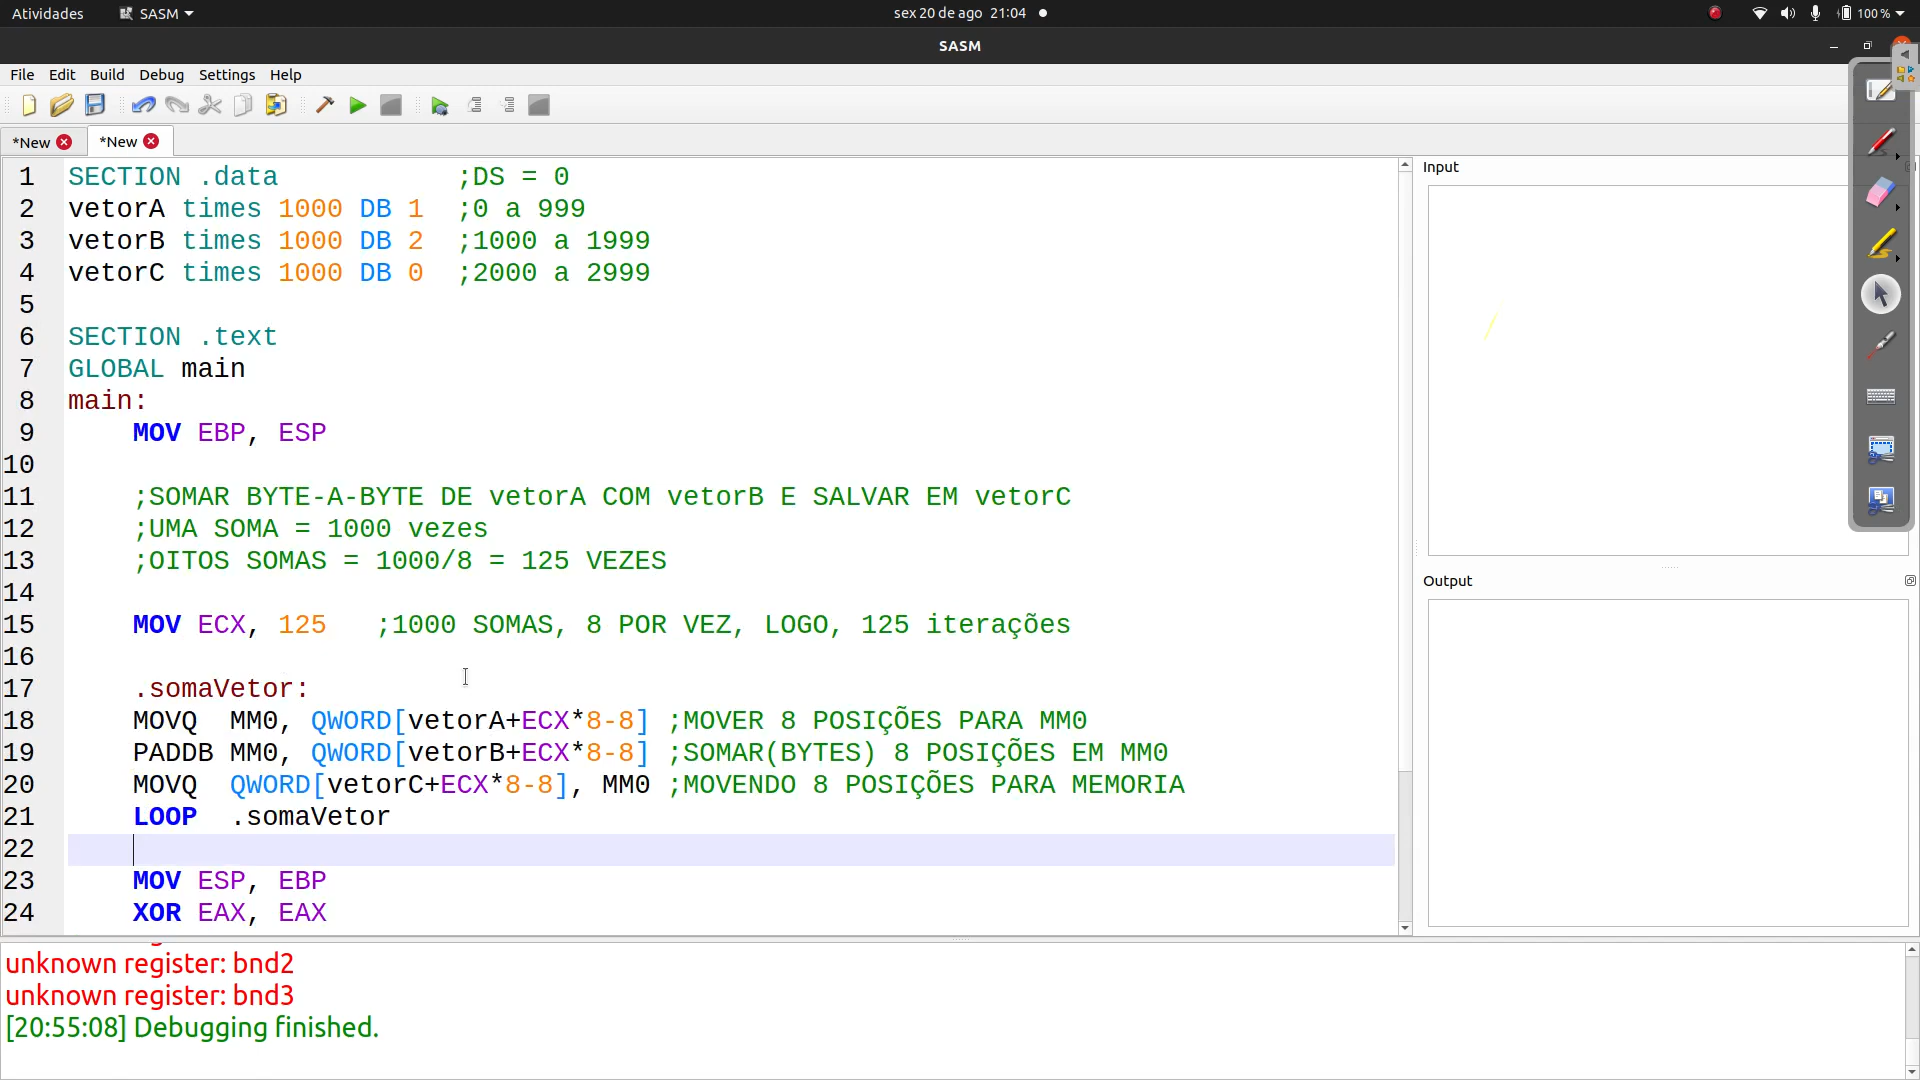 Atividades SASM sex 20 de ago 21:04 100 %
SASM
File Edit Build Debug Settings Help
*New *New
1 SECTION .data ;DS = 0
2 vetorA times 1000 DB 1 ;0 a 999
3 vetorB times 1000 DB 2 ;1000 a 1999
4 vetorC times 1000 DB 0 ;2000 a 2999
5
6 SECTION .text
7 GLOBAL main
8 main:
9 MOV EBP, ESP
10
11 ;SOMAR BYTE-A-BYTE DE vetorA COM vetorB E SALVAR EM vetorC
12 ;UMA SOMA = 1000 vezes
13 ;OITOS SOMAS = 1000/8 = 125 VEZES
14
15 MOV ECX, 125 ;1000 SOMAS, 8 POR VEZ, LOGO, 125 iterações
16
17 .somaVetor:
18 MOVQ MM0, QWORD[vetorA+ECX*8-8] ;MOVER 8 POSIÇÕES PARA MM0
19 PADDB MM0, QWORD[vetorB+ECX*8-8] ;SOMAR(BYTES) 8 POSIÇÕES EM MM0
20 MOVQ QWORD[vetorC+ECX*8-8], MM0 ;MOVENDO 8 POSIÇÕES PARA MEMORIA
21 LOOP .somaVetor
22
23 MOV ESP, EBP
24 XOR EAX, EAX
Input
Output
unknown register: bnd2
unknown register: bnd3
[20:55:08] Debugging finished.